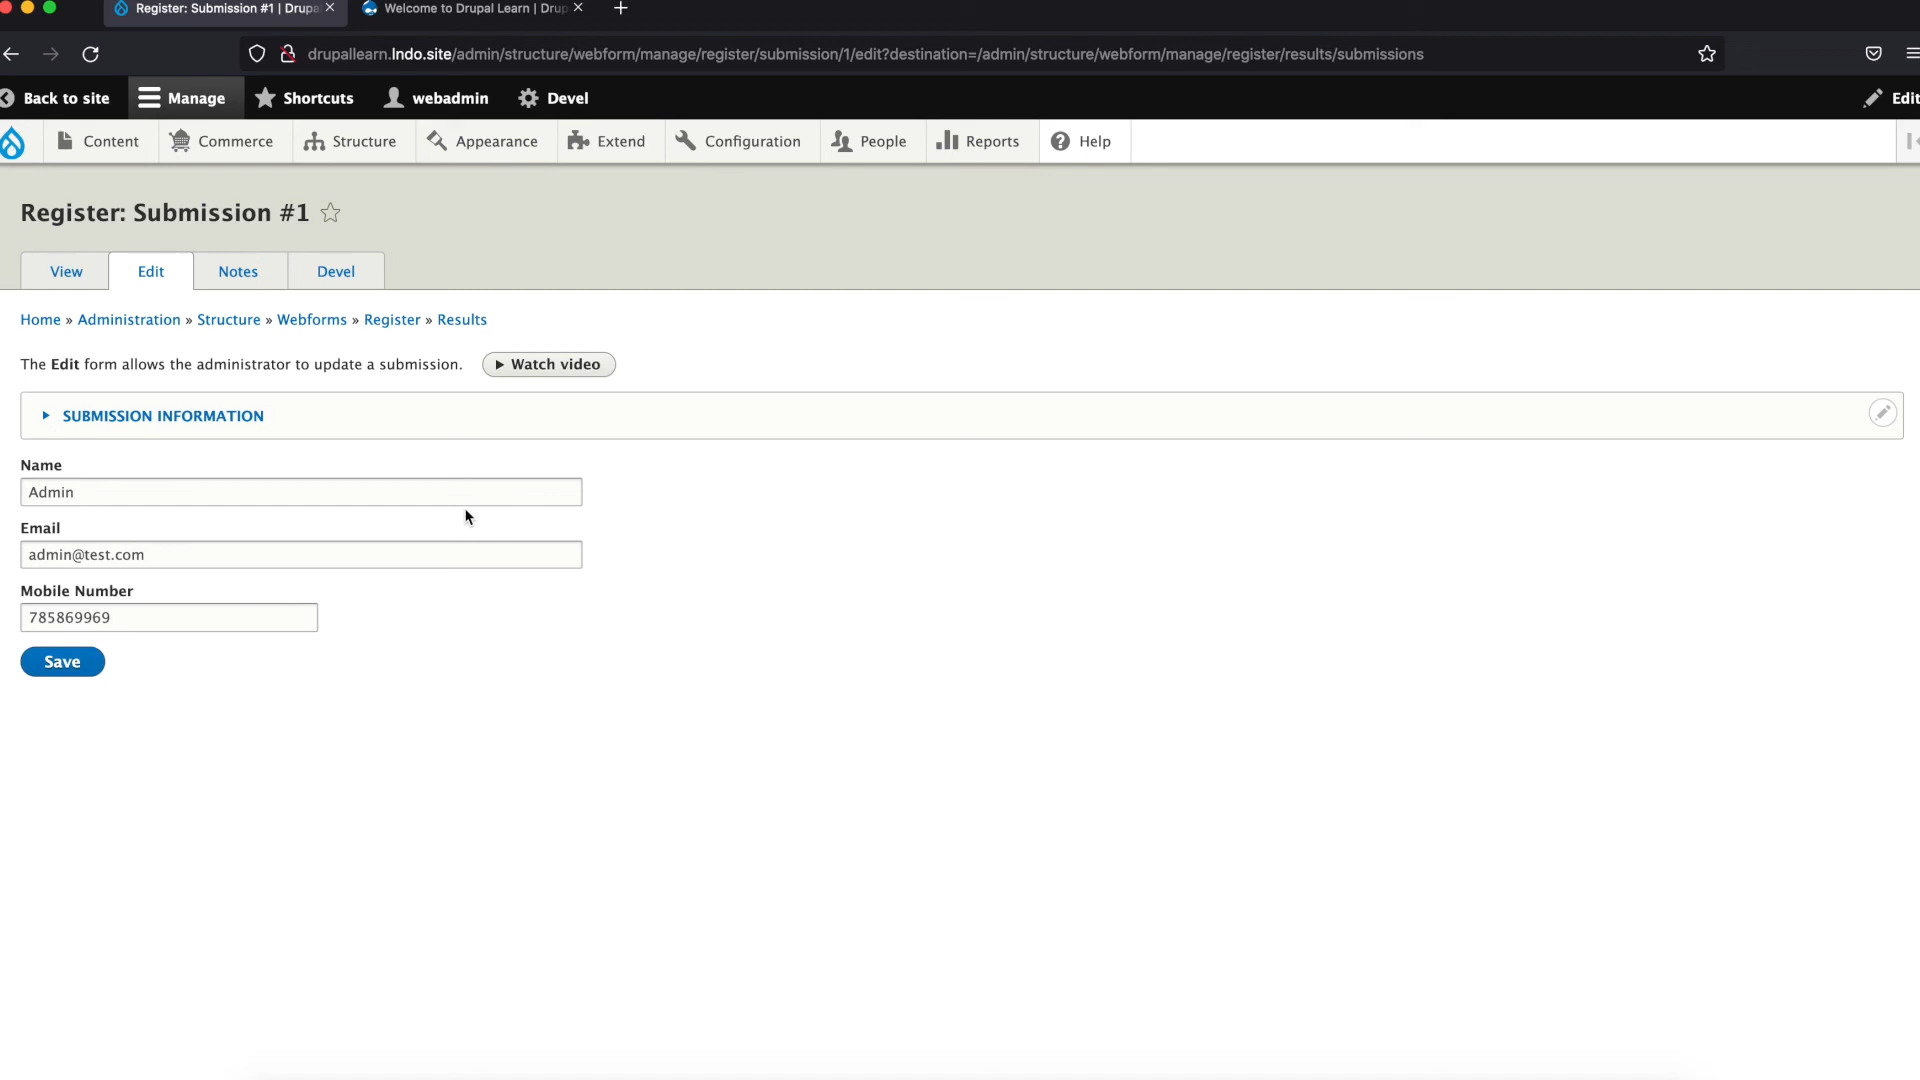 Register: Submission #1 | Drupa
Welcome to Drupal Learn | Drup
drupallearn.lndo.site/admin/structure/webform/manage/register/submission/1/edit?destination=/admin/structure/webform/manage/register/results/submissions
Back to site Manage Shortcuts webadmin Devel Edit
Content Commerce Structure Appearance Extend Configuration People Reports Help
Register: Submission #1
View Edit Notes Devel
Home » Administration » Structure » Webforms » Register » Results
The Edit form allows the administrator to update a submission. Watch video
SUBMISSION INFORMATION
Name
Admin
Email
admin@test.com
Mobile Number
785869969
Save